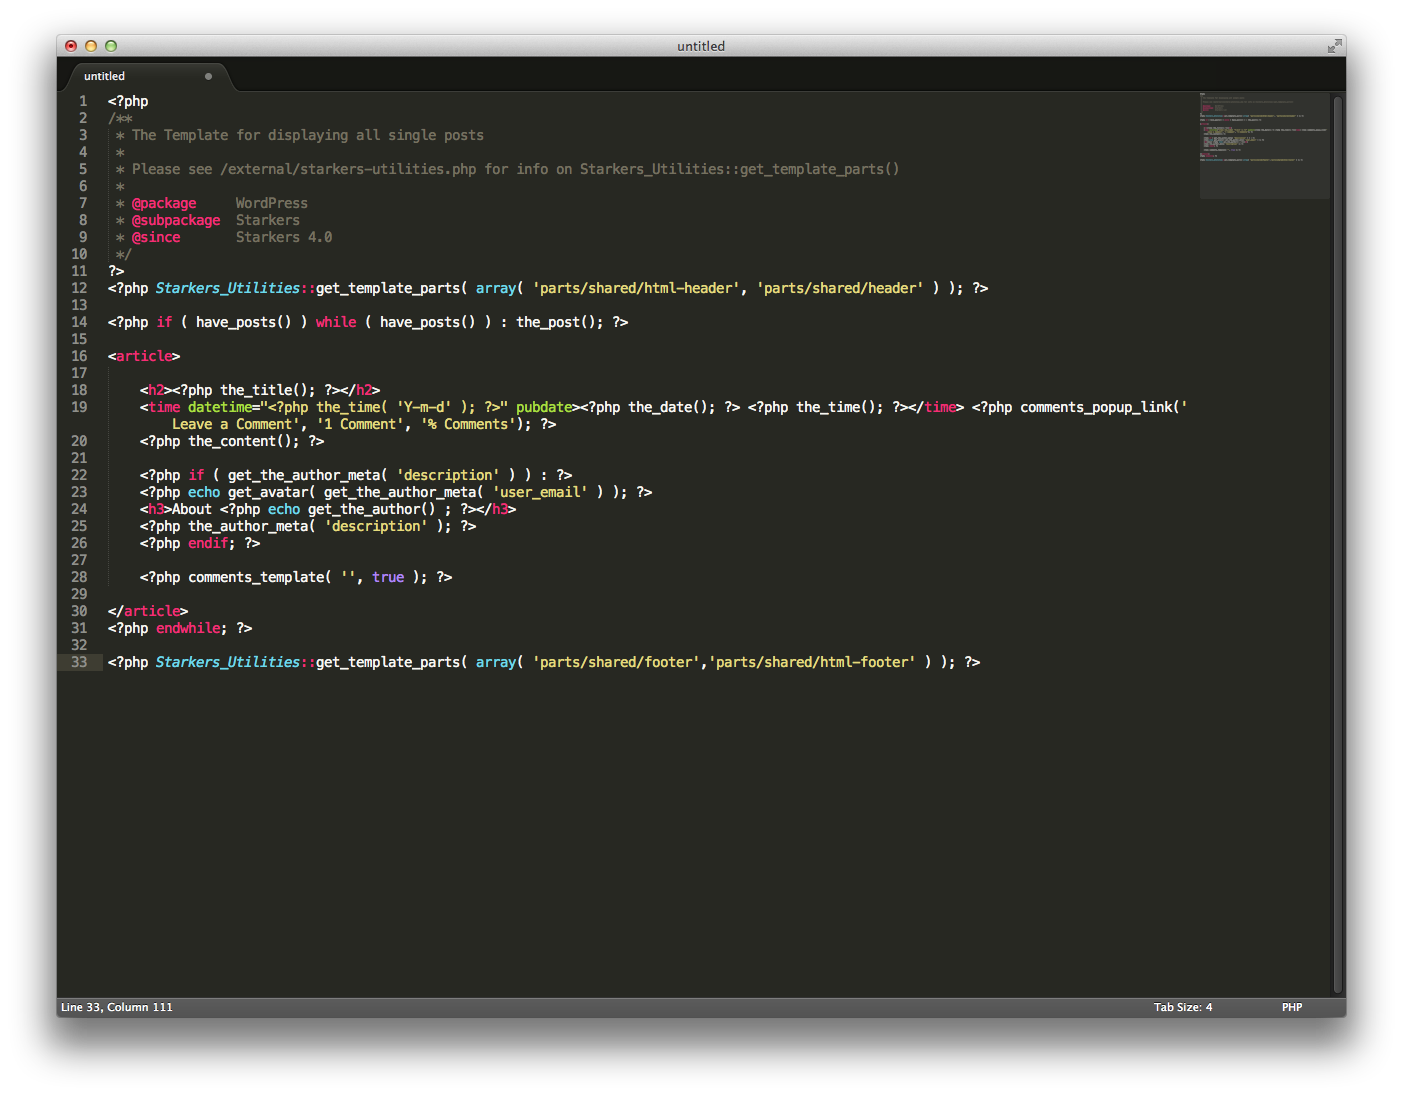 untitled
untitled
1 <?php
2 /**
3  * The Template for displaying all single posts
4  *
5  * Please see /external/starkers-utilities.php for info on Starkers_Utilities::get_template_parts()
6  *
7  * @package     WordPress
8  * @subpackage  Starkers
9  * @since       Starkers 4.0
10  */
11 ?>
12 <?php Starkers_Utilities::get_template_parts( array( 'parts/shared/html-header', 'parts/shared/header' ) ); ?>
13
14 <?php if ( have_posts() ) while ( have_posts() ) : the_post(); ?>
15
16 <article>
17
18     <h2><?php the_title(); ?></h2>
19     <time datetime="<?php the_time( 'Y-m-d' ); ?>" pubdate><?php the_date(); ?> <?php the_time(); ?></time> <?php comments_popup_link('
Leave a Comment', '1 Comment', '% Comments'); ?>
20     <?php the_content(); ?>
21
22     <?php if ( get_the_author_meta( 'description' ) ) : ?>
23     <?php echo get_avatar( get_the_author_meta( 'user_email' ) ); ?>
24     <h3>About <?php echo get_the_author() ; ?></h3>
25     <?php the_author_meta( 'description' ); ?>
26     <?php endif; ?>
27
28     <?php comments_template( '', true ); ?>
29
30 </article>
31 <?php endwhile; ?>
32
33 <?php Starkers_Utilities::get_template_parts( array( 'parts/shared/footer','parts/shared/html-footer' ) ); ?>
Line 33, Column 111 Tab Size: 4 PHP